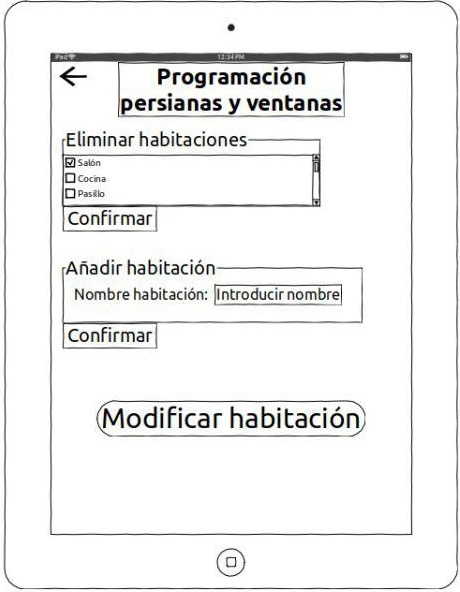 iPad 12:34 PM
Programación
persianas y ventanas
Eliminar habitaciones
Salón
Cocina
Pasillo
Confirmar
Añadir habitación
Nombre habitación: Introducir nombre
Confirmar
Modificar habitación